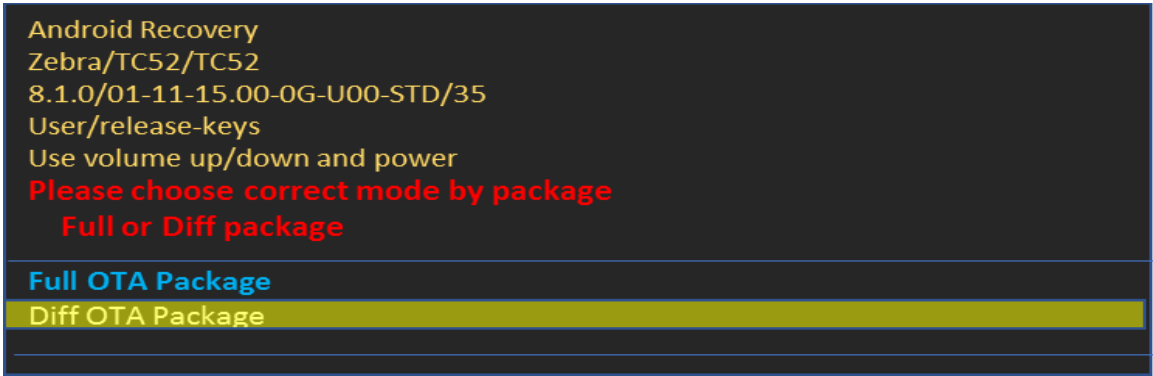 Android Recovery
Zebra/TC52/TC52
8.1.0/01-11-15.00-0G-U00-STD/35
User/release-keys
Use volume up/down and power
Please choose correct mode by package
Full or Diff package
Full OTA Package
Diff OTA Package